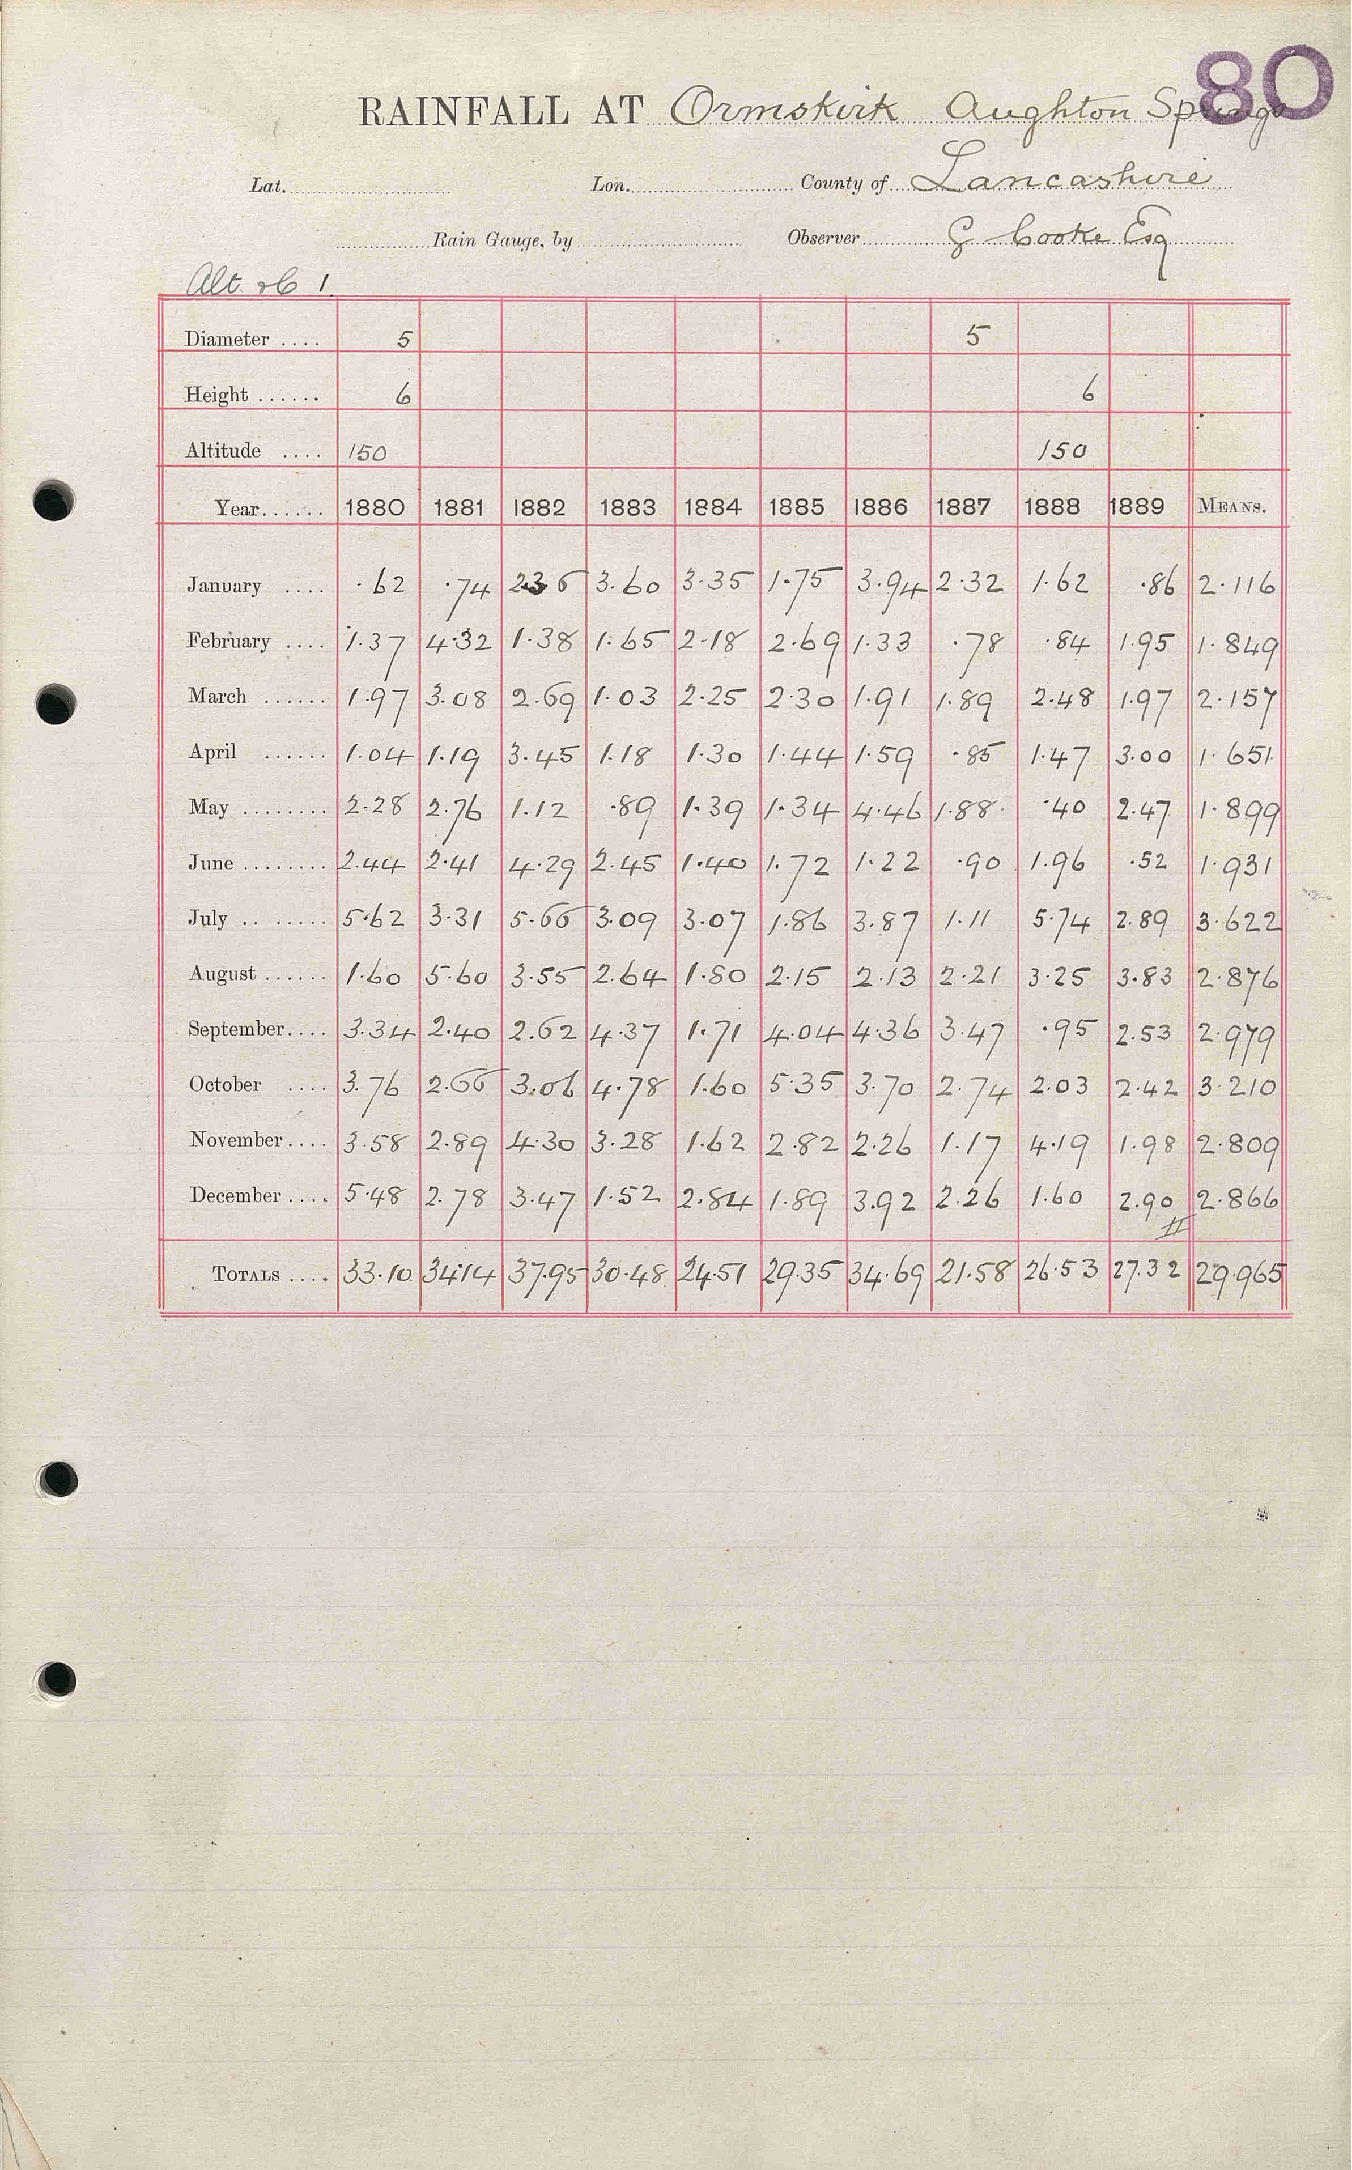 80
RAINFALL AT Ormskirk Aughton Springs
Lat. Lon. County of Lancashire
Rain Gauge, by Observer G Cooke Esq
Alt. 1.
Diameter .... 5 5
Height ...... 6 6
Altitude .... 150 150
Year...... 1880 1881 1882 1883 1884 1885 1886 1887 1888 1889 MEANS.
January .... .62 .74 2.36 3.60 3.35 1.75 3.94 2.32 1.62 .86 2.116
February .... 1.37 4.32 1.38 1.65 2.18 2.69 1.33 .78 .84 1.95 1.849
March ...... 1.97 3.08 2.69 1.03 2.25 2.30 1.91 1.89 2.48 1.97 2.157
April ...... 1.04 1.19 3.45 1.18 1.30 1.44 1.59 .85 1.47 3.00 1.651
May ........ 2.28 2.76 1.12 .89 1.39 1.34 4.46 1.88 .40 2.47 1.899
June ........ 2.44 2.41 4.29 2.45 1.40 1.72 1.22 .90 1.96 .52 1.931
July ........ 5.62 3.31 5.66 3.09 3.07 1.86 3.87 1.11 5.74 2.89 3.622
August ...... 1.60 5.60 3.55 2.64 1.80 2.15 2.13 2.21 3.25 3.83 2.876
September.... 3.34 2.40 2.62 4.37 1.71 4.04 4.36 3.47 .95 2.53 2.979
October .... 3.76 2.66 3.06 4.78 1.60 5.35 3.70 2.74 2.03 2.42 3.210
November.... 3.58 2.89 4.30 3.28 1.62 2.82 2.26 1.17 4.19 1.98 2.809
December.... 5.48 2.78 3.47 1.52 2.84 1.89 3.92 2.26 1.60 2.90 2.866
TOTALS .... 33.10 34.14 37.95 30.48 24.51 29.35 34.69 21.58 26.53 27.32 29.965